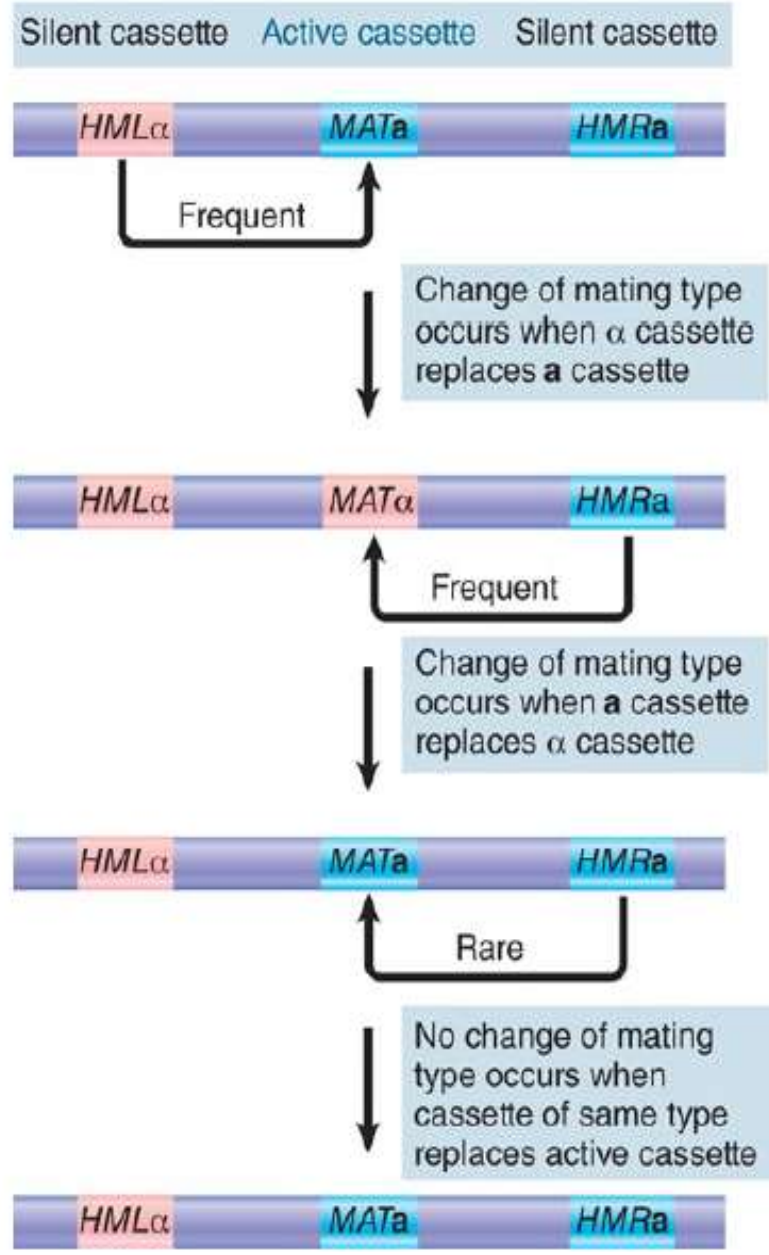 Silent cassette Active cassette Silent cassette
HMLα MATa HMRa
Frequent
Change of mating type
occurs when α cassette
replaces a cassette
HMLα MATα HMRa
Frequent
Change of mating type
occurs when a cassette
replaces α cassette
HMLα MATa HMRa
Rare
No change of mating
type occurs when
cassette of same type
replaces active cassette
HMLα MATa HMRa